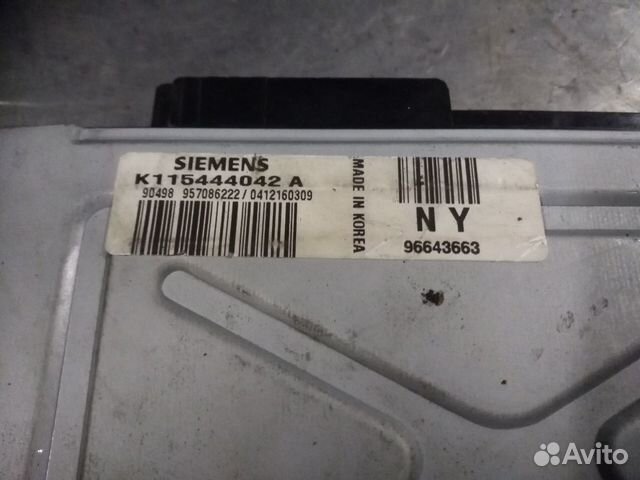 SIEMENS
K115444042 A
90498 957086222 / 0412160309
MADE IN KOREA
N Y
96643663
Avito